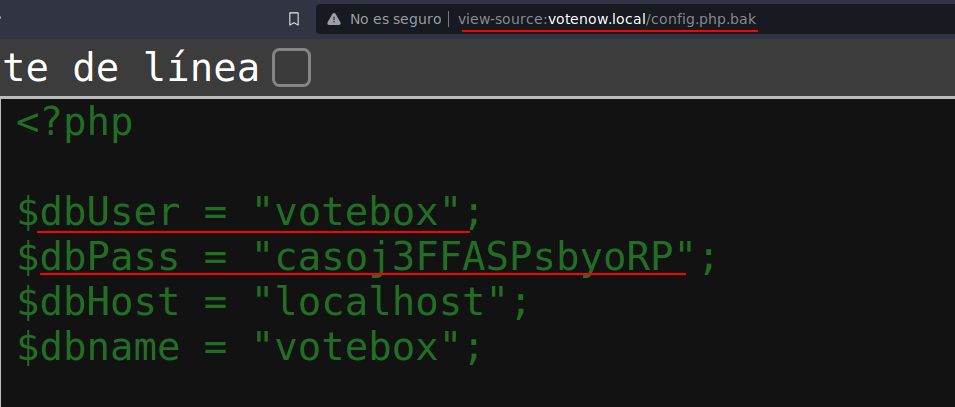 No es seguro | view-source:votenow.local/config.php.bak
te de línea
<?php
$dbUser = "votebox";
$dbPass = "casoj3FFASPsbyoRP";
$dbHost = "localhost";
$dbname = "votebox";